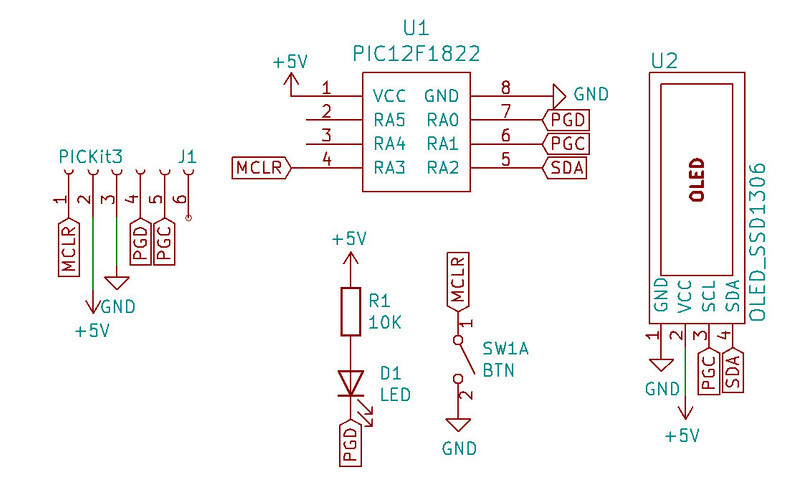 U1
PIC12F1822
+5V
1 VCC GND 8 GND
2 RA5 RA0 7 PGD
3 RA4 RA1 6 PGC
MCLR 4 RA3 RA2 5 SDA
PICKit3 J1
1 2 3 4 5 6
MCLR PGD PGC
GND
+5V
+5V
R1
10K
D1
LED
PGD
MCLR
1
SW1A
BTN
2
GND
U2
OLED
OLED_SSD1306
GND VCC SCL SDA
1 2 3 4
PGC SDA
GND
+5V